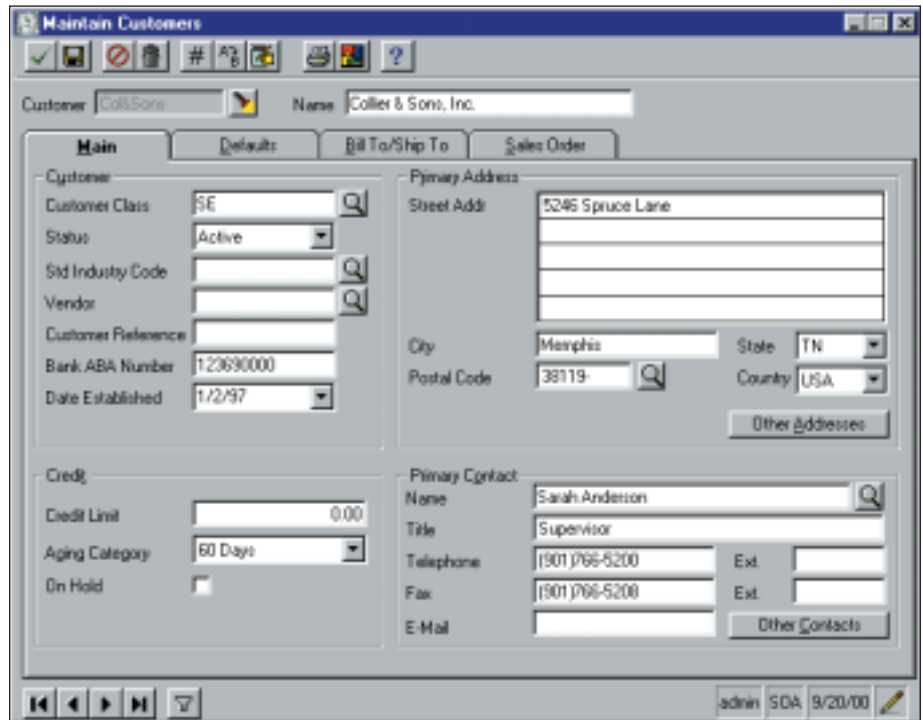 Maintain Customers
Customer Col&Sons Name Collier & Sons, Inc.
Main Defaults Bill To/Ship To Sales Order
Customer
Customer Class SE
Status Active
Std Industry Code
Vendor
Customer Reference
Bank ABA Number 123690000
Date Established 1/2/97
Primary Address
Street Addr 5246 Spruce Lane
City Memphis State TN
Postal Code 38119- Country USA
Other Addresses
Credit
Credit Limit 0.00
Aging Category 60 Days
On Hold
Primary Contact
Name Sarah Anderson
Title Supervisor
Telephone (901)766-5200 Ext.
Fax (901)766-5208 Ext.
E-Mail
Other Contacts
admin SOA 9/20/00